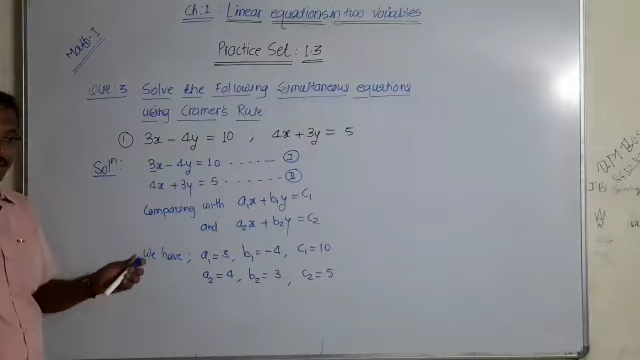 Ch:1 Linear equations in two variables
Math-I
Practice Set: 1.3
Que:3 Solve the Following Simultaneous equations
using Cramer's Rule.
① 3x - 4y = 10 , 4x + 3y = 5
Solⁿ: 3x - 4y = 10 ------ Ⓘ
4x + 3y = 5 ------- Ⓘⓘ
Comparing with a₁x + b₁y = c₁
and a₂x + b₂y = c₂
We have; a₁ = 3, b₁ = -4, c₁ = 10
a₂ = 4, b₂ = 3, c₂ = 5